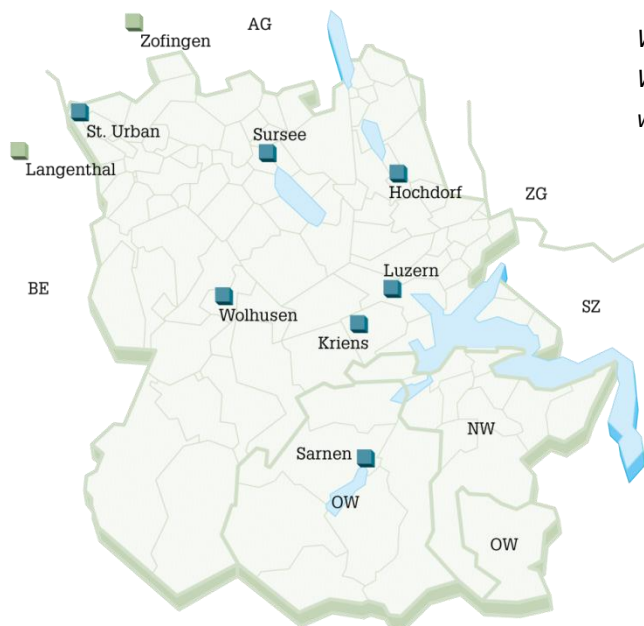 AG
Zofingen
St. Urban
Sursee
Langenthal
Hochdorf
ZG
Luzern
BE
Wolhusen
SZ
Kriens
NW
Sarnen
OW
OW